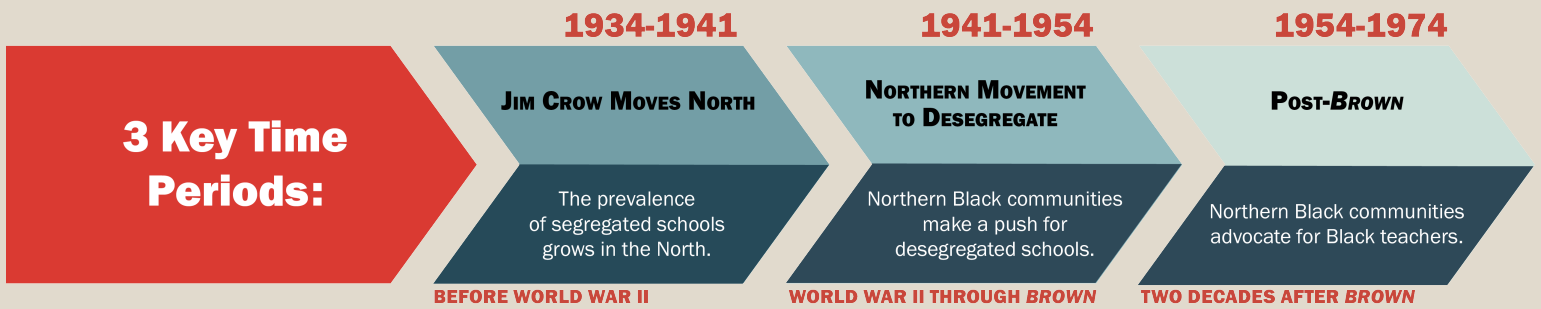 3 Key Time
Periods:
1934-1941
Jim Crow Moves North
The prevalence
of segregated schools
grows in the North.
BEFORE WORLD WAR II
1941-1954
Northern Movement
to Desegregate
Northern Black communities
make a push for
desegregated schools.
WORLD WAR II THROUGH BROWN
1954-1974
Post-Brown
Northern Black communities
advocate for Black teachers.
TWO DECADES AFTER BROWN